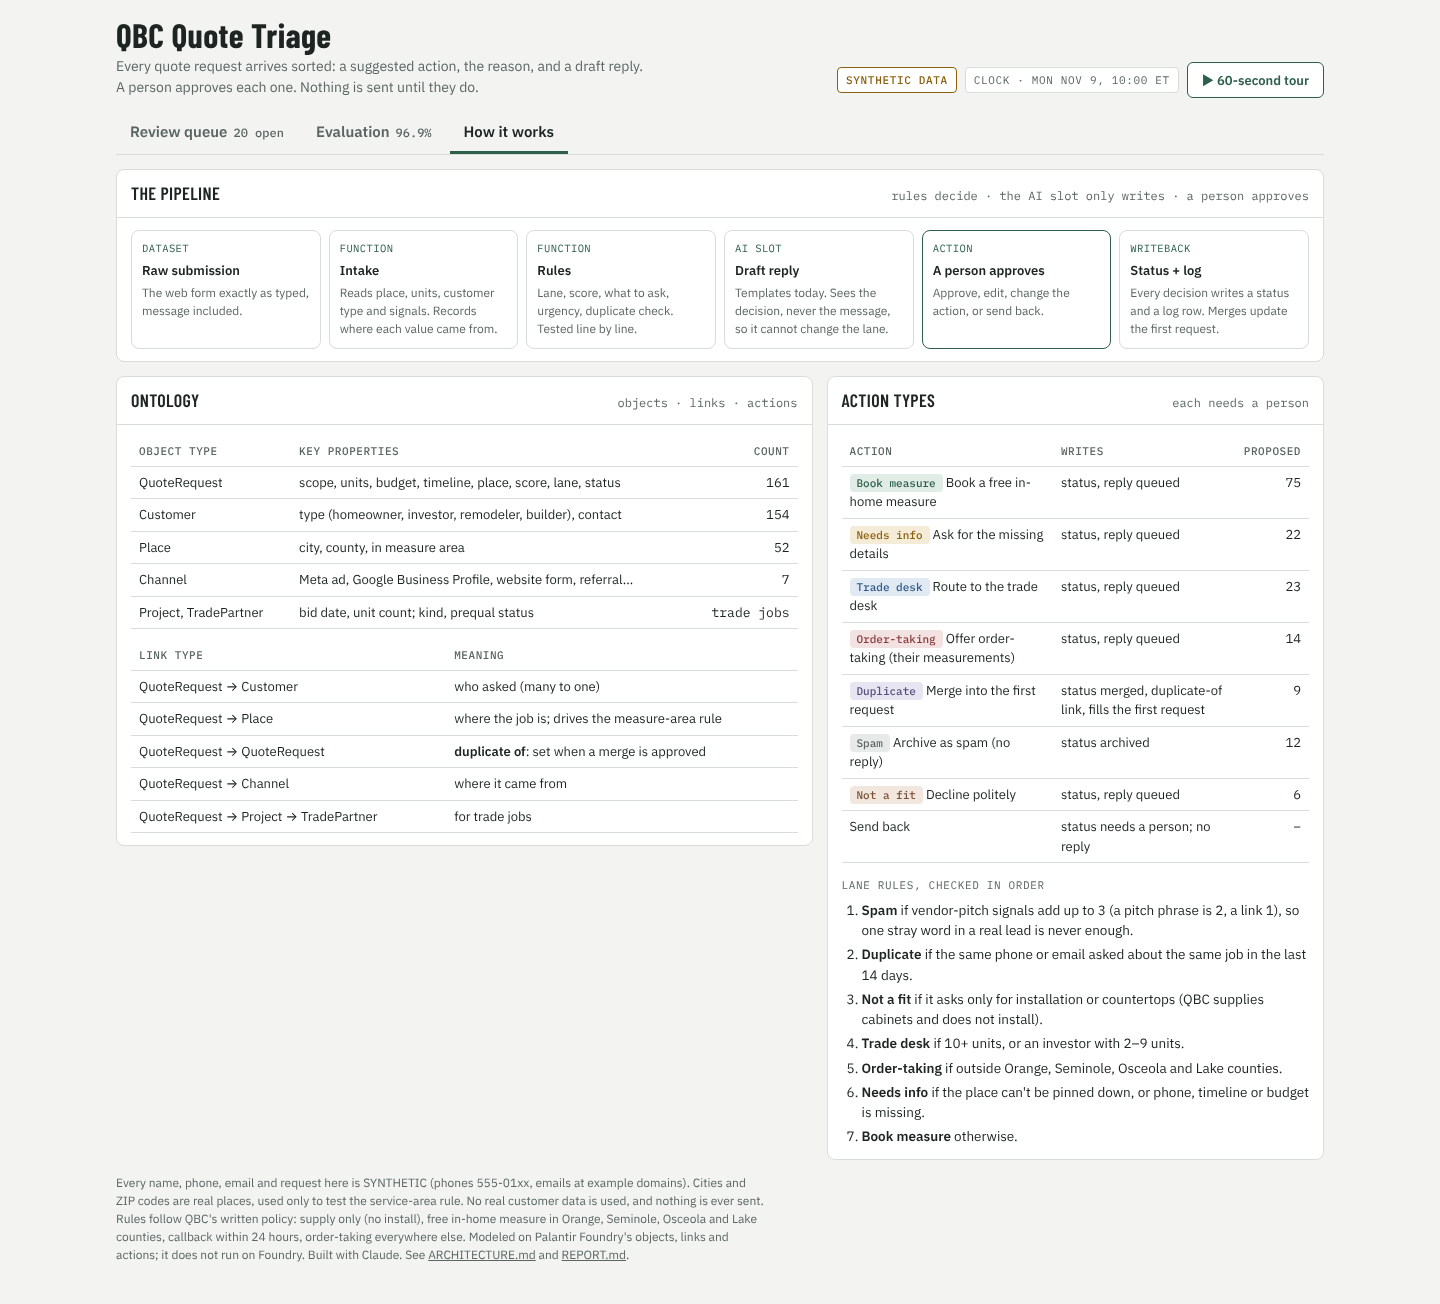 QBC Quote Triage
Every quote request arrives sorted: a suggested action, the reason, and a draft reply.
A person approves each one. Nothing is sent until they do.
SYNTHETIC DATA
CLOCK · MON NOV 9, 10:00 ET
▶ 60-second tour
Review queue 20 open
Evaluation 96.9%
How it works
THE PIPELINE
rules decide · the AI slot only writes · a person approves
DATASET
Raw submission
The web form exactly as typed,
message included.
FUNCTION
Intake
Reads place, units, customer
type and signals. Records
where each value came from.
FUNCTION
Rules
Lane, score, what to ask,
urgency, duplicate check.
Tested line by line.
AI SLOT
Draft reply
Templates today. Sees the
decision, never the message,
so it cannot change the lane.
ACTION
A person approves
Approve, edit, change the
action, or send back.
WRITEBACK
Status + log
Every decision writes a status
and a log row. Merges update
the first request.
ONTOLOGY
objects · links · actions
OBJECT TYPE KEY PROPERTIES COUNT
QuoteRequest scope, units, budget, timeline, place, score, lane, status 161
Customer type (homeowner, investor, remodeler, builder), contact 154
Place city, county, in measure area 52
Channel Meta ad, Google Business Profile, website form, referral... 7
Project, TradePartner bid date, unit count; kind, prequal status trade jobs
LINK TYPE MEANING
QuoteRequest → Customer who asked (many to one)
QuoteRequest → Place where the job is; drives the measure-area rule
QuoteRequest → QuoteRequest duplicate of: set when a merge is approved
QuoteRequest → Channel where it came from
QuoteRequest → Project → TradePartner for trade jobs
ACTION TYPES
each needs a person
ACTION WRITES PROPOSED
Book measure Book a free in- status, reply queued 75
home measure
Needs info Ask for the missing status, reply queued 22
details
Trade desk Route to the trade status, reply queued 23
desk
Order-taking Offer order- status, reply queued 14
taking (their measurements)
Duplicate Merge into the first status merged, duplicate-of 9
request link, fills the first request
Spam Archive as spam (no status archived 12
reply)
Not a fit Decline politely status, reply queued 6
Send back status needs a person; no –
reply
LANE RULES, CHECKED IN ORDER
1. Spam if vendor-pitch signals add up to 3 (a pitch phrase is 2, a link 1), so
one stray word in a real lead is never enough.
2. Duplicate if the same phone or email asked about the same job in the last
14 days.
3. Not a fit if it asks only for installation or countertops (QBC supplies
cabinets and does not install).
4. Trade desk if 10+ units, or an investor with 2–9 units.
5. Order-taking if outside Orange, Seminole, Osceola and Lake counties.
6. Needs info if the place can't be pinned down, or phone, timeline or budget
is missing.
7. Book measure otherwise.
Every name, phone, email and request here is SYNTHETIC (phones 555-01xx, emails at example domains). Cities and
ZIP codes are real places, used only to test the service-area rule. No real customer data is used, and nothing is ever sent.
Rules follow QBC's written policy: supply only (no install), free in-home measure in Orange, Seminole, Osceola and Lake
counties, callback within 24 hours, order-taking everywhere else. Modeled on Palantir Foundry's objects, links and
actions; it does not run on Foundry. Built with Claude. See ARCHITECTURE.md and REPORT.md.